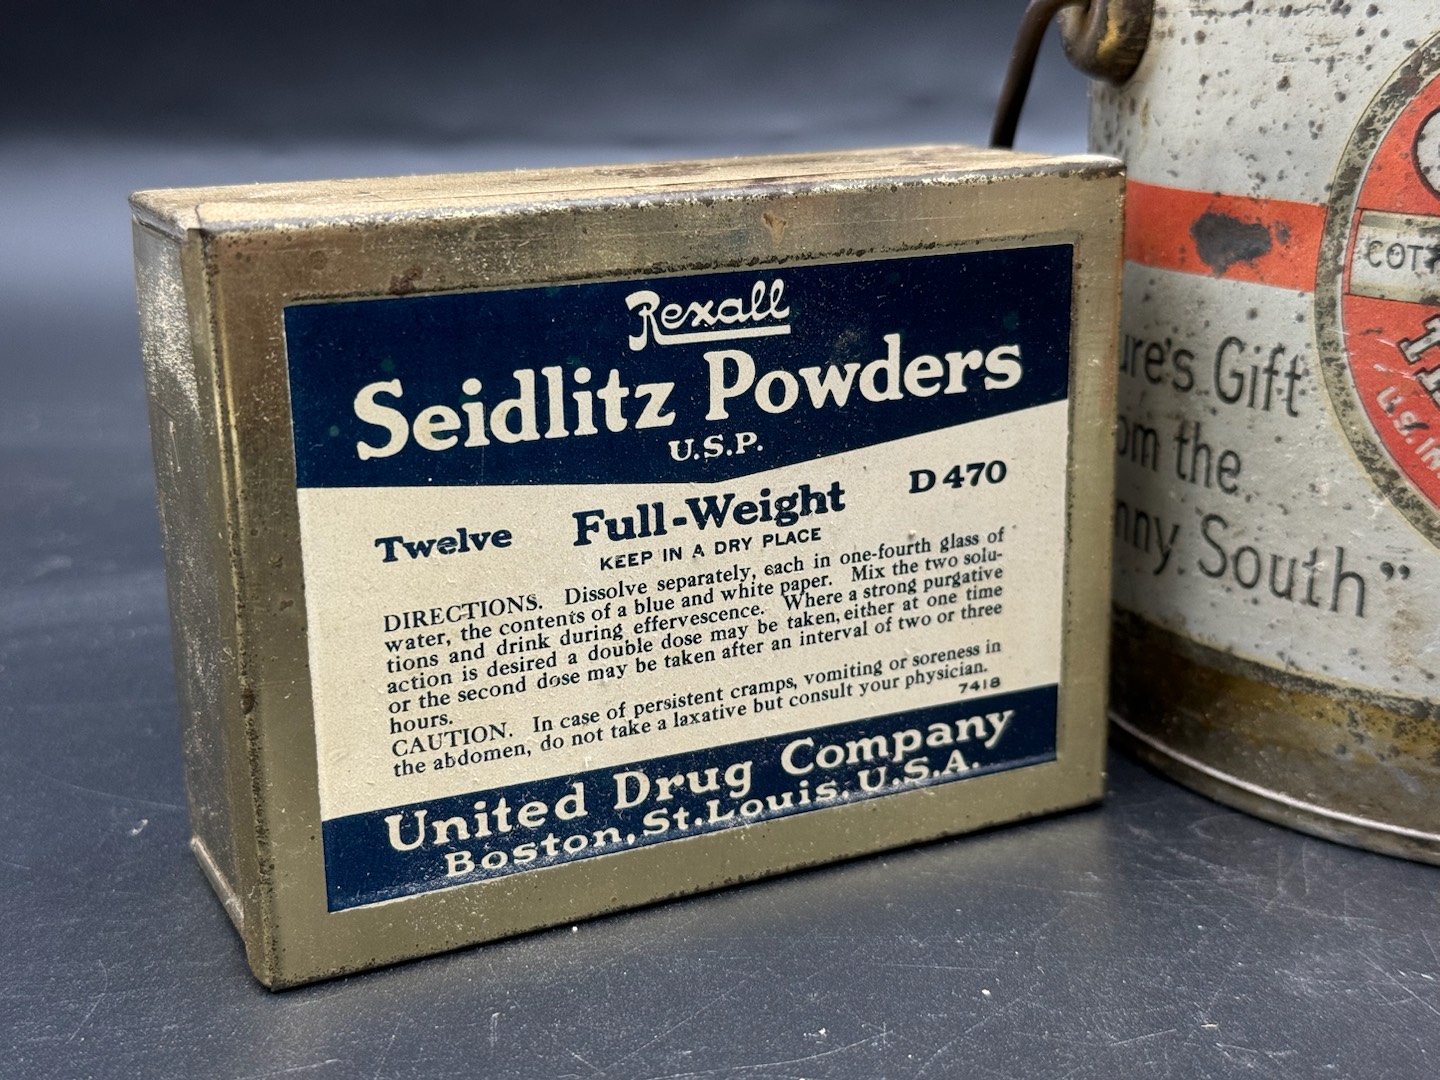 Rexall
Seidlitz Powders
U.S.P.
Twelve Full-Weight D 470
KEEP IN A DRY PLACE
DIRECTIONS. Dissolve separately, each in one-fourth glass of
water, the contents of a blue and white paper. Mix the two solu-
tions and drink during effervescence. Where a strong purgative
action is desired a double dose may be taken, either at one time
or the second dose may be taken after an interval of two or three
hours.
CAUTION. In case of persistent cramps, vomiting or soreness in
the abdomen, do not take a laxative but consult your physician.
7418
United Drug Company
Boston, St. Louis, U.S.A.
Gift
the
South”
U.S.